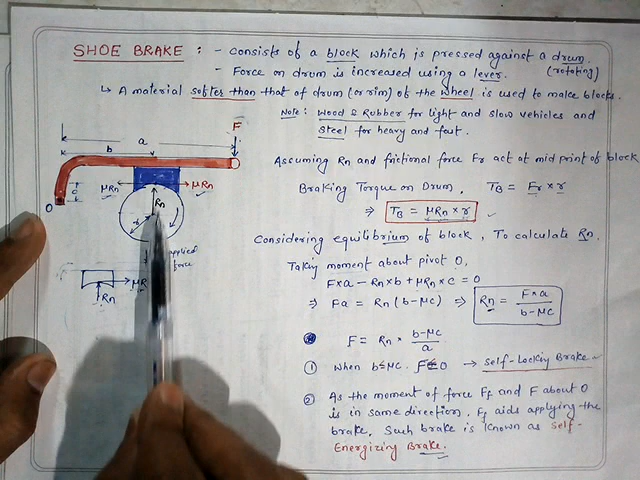 SHOE BRAKE : - Consists of a block which is pressed against a drum.
- Force on drum is increased using a lever. (rotating)
↳ A material softer than that of drum (or rim) of the wheel is used to make blocks.
Note: Wood & Rubber for light and slow vehicles and
steel for heavy and fast.
F
a
b
c
μRn
μRn
O
Rn
r
applied
force
Rn
Assuming Rn and frictional force Fr act at mid point of block
Braking Torque on Drum, TB = Fr × r
⇒ TB = μRn × r
Considering equilibrium of block, To calculate Rn.
Taking moment about pivot O,
F×a - Rn×b + μRn×c = 0
⇒ Fa = Rn (b-μc) ⇒ Rn = F×a / b-μc
F = Rn × b-μc / a
① When b≤μc. F≤0 → Self-Locking Brake
② As the moment of force Ff and F about O
is in same direction. Ff aids applying the
brake. Such brake is known as self-
Energizing Brake.